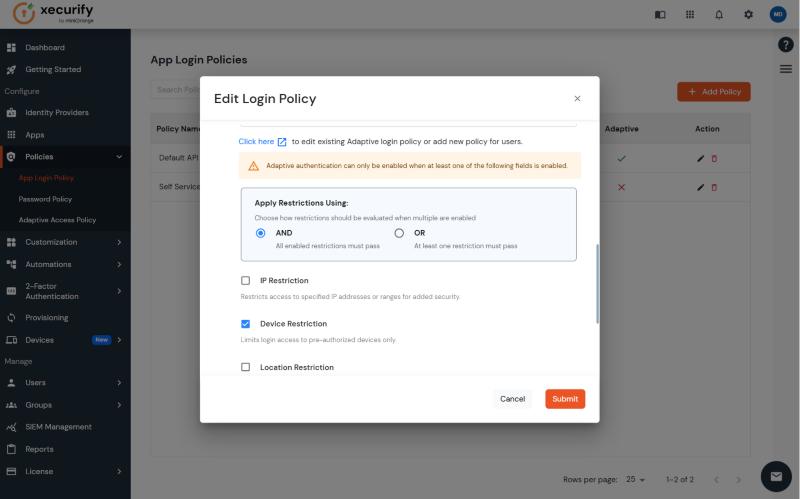 xecurify
by miniOrange
MD
Dashboard
Getting Started
Configure
Identity Providers
Apps
Policies
App Login Policy
Password Policy
Adaptive Access Policy
Customization
Automations
2-Factor
Authentication
Provisioning
Devices New
Manage
Users
Groups
SIEM Management
Reports
License
App Login Policies
Search Polic
+ Add Policy
Policy Name Adaptive Action
Default API
Self Service
Edit Login Policy
Click here to edit existing Adaptive login policy or add new policy for users.
Adaptive authentication can only be enabled when at least one of the following fields is enabled.
Apply Restrictions Using:
Choose how restrictions should be evaluated when multiple are enabled
AND OR
All enabled restrictions must pass At least one restriction must pass
IP Restriction
Restricts access to specified IP addresses or ranges for added security.
Device Restriction
Limits login access to pre-authorized devices only.
Location Restriction
Cancel Submit
Rows per page: 25 1–2 of 2
?